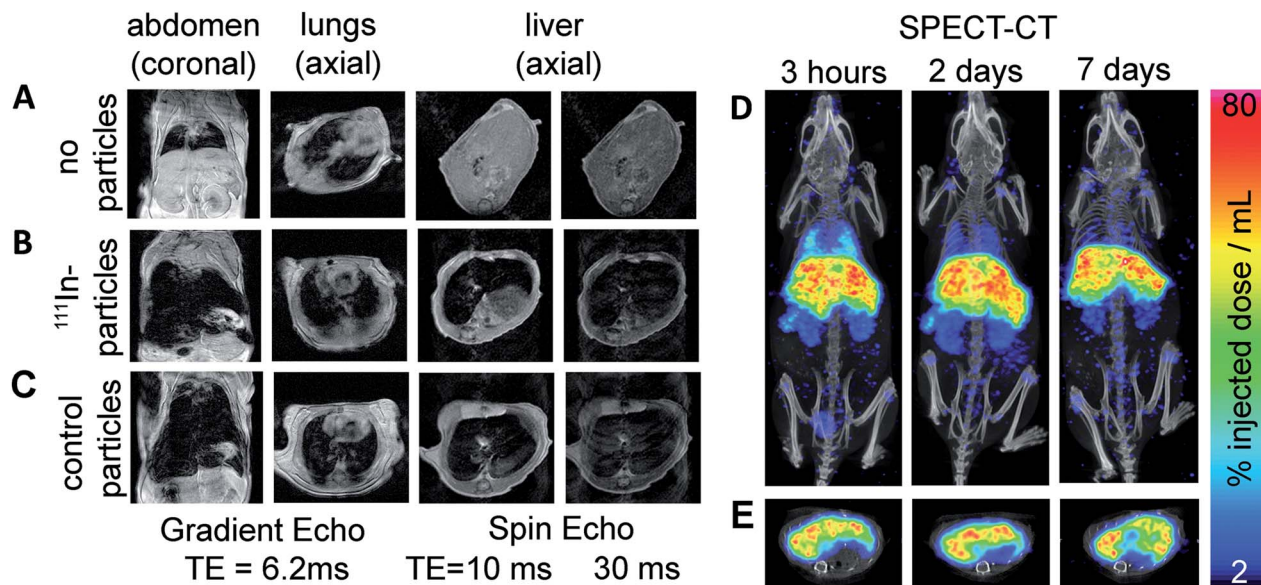 abdomen
(coronal)
lungs
(axial)
liver
(axial)
A
no
particles
B
¹¹¹In-
particle
C
control
particles
Gradient Echo
TE = 6.2ms
Spin Echo
TE=10 ms
30 ms
SPECT-CT
3 hours
2 days
7 days
D
E
80
% injected dose / mL
2